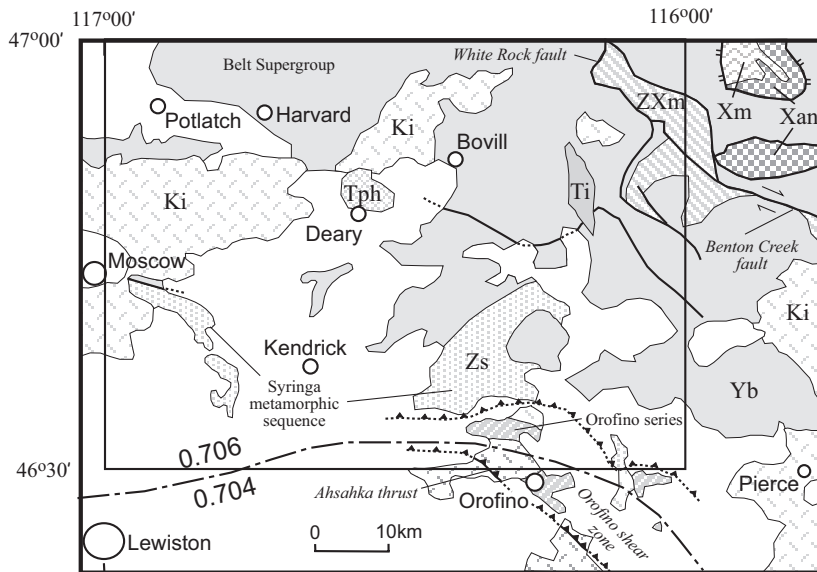 117°00'
116°00'
47°00'
White Rock fault
Belt Supergroup
ZXm
Xm
Xan
Potlatch
Harvard
Ki
Bovill
Tph
Ti
Ki
Deary
Benton Creek
fault
Moscow
Ki
Kendrick
Zs
Syringa
metamorphic
sequence
Yb
Orofino series
0.706
46°30'
0.704
Ahsahka thrust
Orofino
Orofino shear
zone
Pierce
Lewiston
0
10km